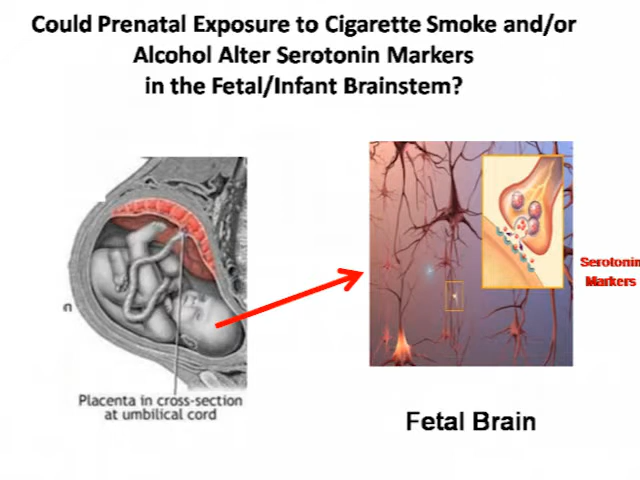 Could Prenatal Exposure to Cigarette Smoke and/or
Alcohol Alter Serotonin Markers
in the Fetal/Infant Brainstem?
Serotonin
Markers
n
Placenta in cross-section
at umbilical cord
Fetal Brain